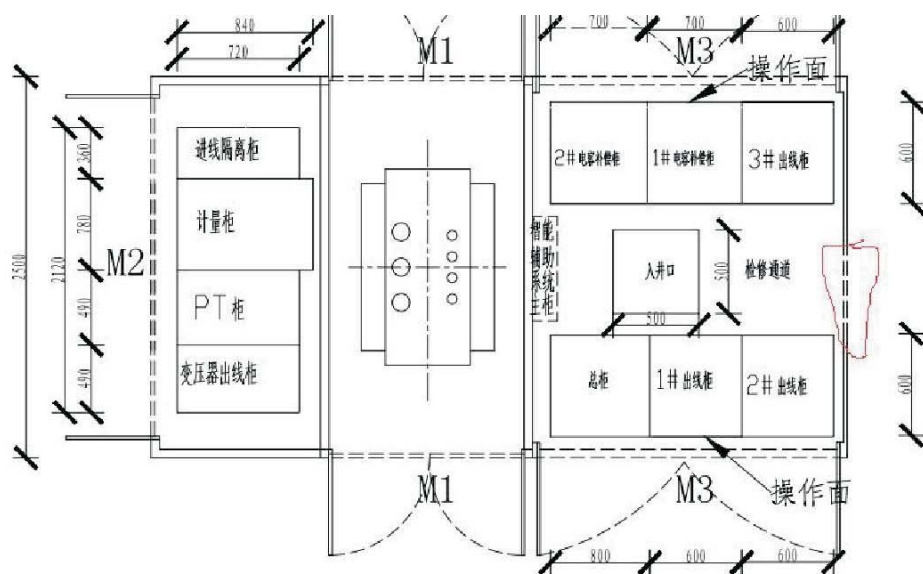 840
720
M1
700
700
600
M3
操作面
进线隔离柜
计量柜
PT柜
变压器出线柜
360
780
490
490
2120
2300
M2
2#电容补偿柜
1#电容补偿柜
3#出线柜
600
智能
辅助
系统
主柜
入井口
500
500
检修通道
总柜
1#出线柜
2#出线柜
600
M1
M3
操作面
800
600
600